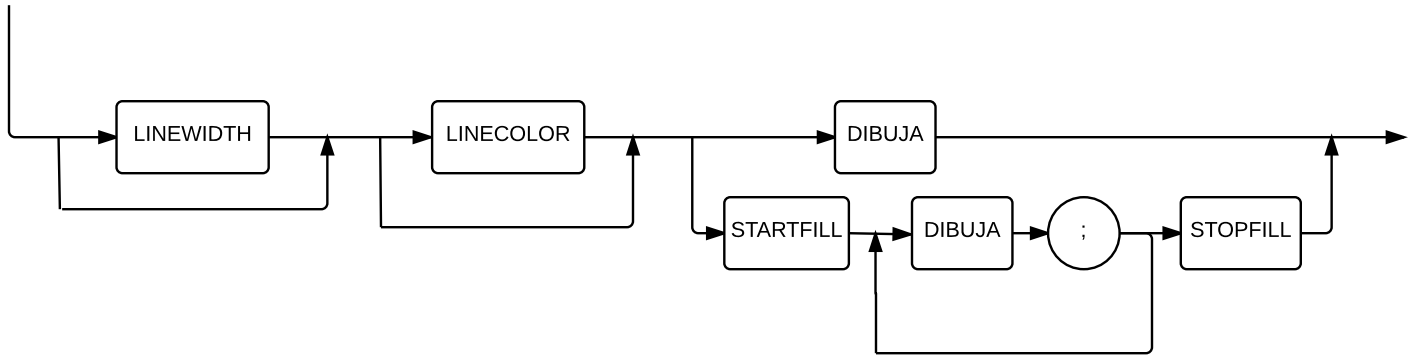 LINEWIDTH
LINECOLOR
DIBUJA
STARTFILL
DIBUJA
;
STOPFILL